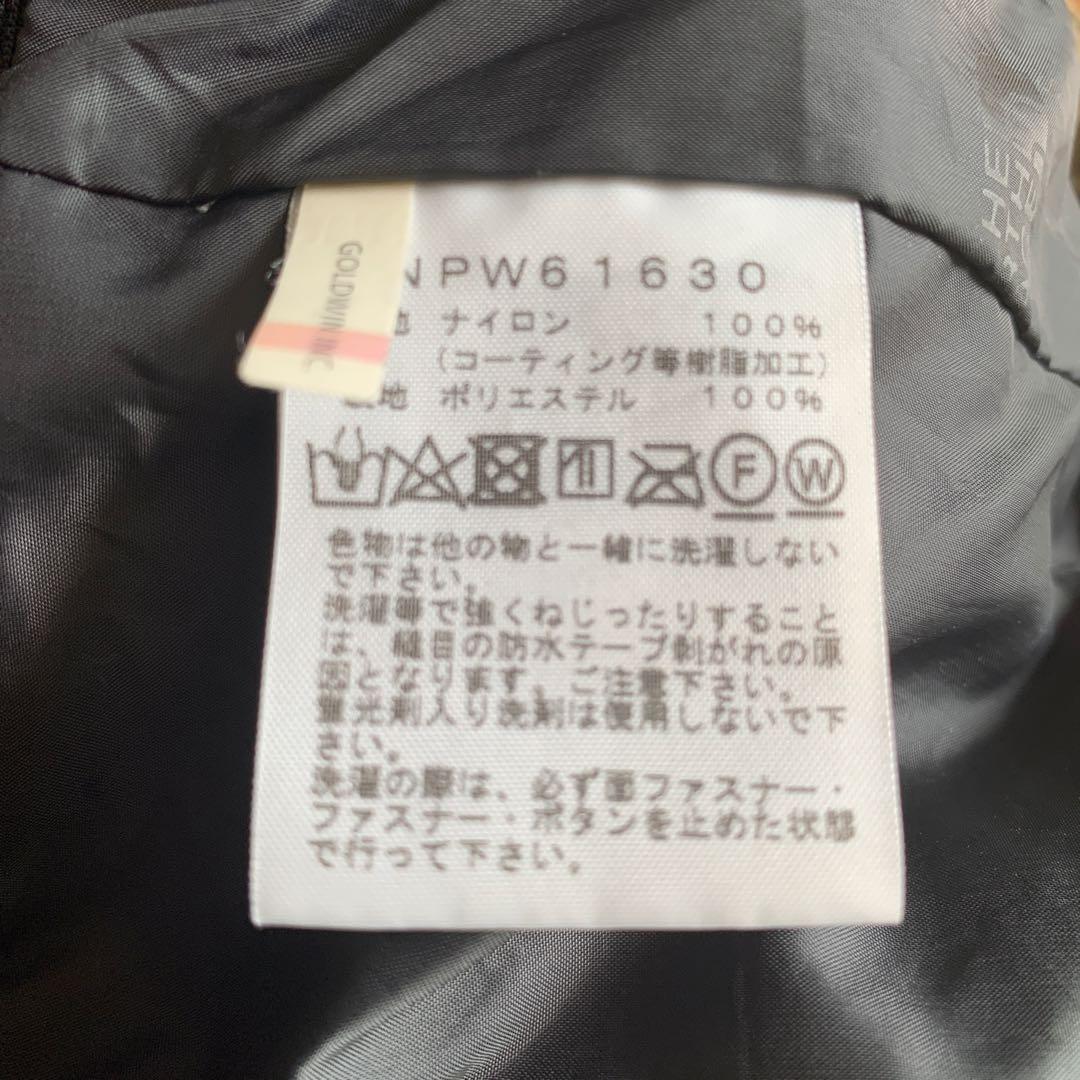 NPW61630
地 ナイロン 100%
(コーティング等樹脂加工)
地 ポリエステル 100%
F W
色物は他の物と一緒に洗濯しない
で下さい。
洗濯等で強くねじったりすること
は、縫目の防水テープ剥がれの原
因となります。ご注意下さい。
蛍光剤入り洗剤は使用しないで下
さい。
洗濯の際は、必ず面ファスナー・
ファスナー・ボタンを止めた状態
で行って下さい。
GOLDWIN INC
THE